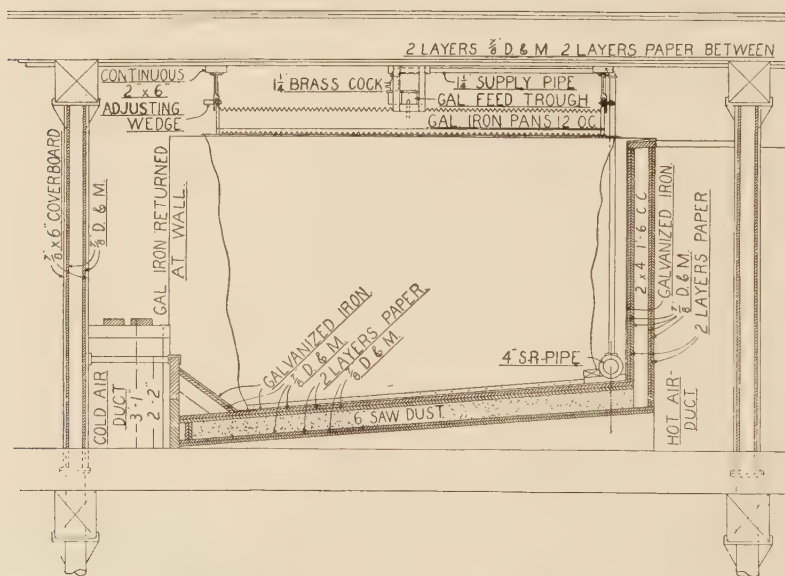 2 LAYERS ⅞ D & M 2 LAYERS PAPER BETWEEN
CONTINUOUS
2" x 6"
ADJUSTING
WEDGE
1¼ BRASS COCK
1¼ SUPPLY PIPE
GAL FEED TROUGH
GAL IRON PANS 12 O.C.
⅞ x 6" COVERBOARD
⅞ D. & M.
GAL IRON RETURNED
AT WALL
GALVANIZED IRON
⅞ D & M.
2 LAYERS PAPER
⅞ D & M
2 x 4 1'-6 C C
GALVANIZED IRON
⅞ D. & M.
2 LAYERS PAPER
4" S-R-PIPE
COLD AIR
DUCT
3'-1"
2'-2"
6 SAW DUST
HOT AIR-
DUCT